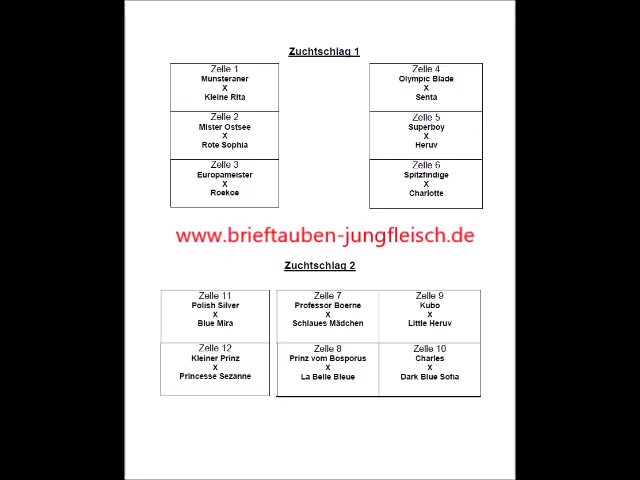 Zuchtschlag 1
Zelle 1
Munsteraner
X
Kleine Rita
Zelle 2
Mister Ostsee
X
Rote Sophia
Zelle 3
Europameister
X
Roekoe
Zelle 4
Olympic Blade
X
Senta
Zelle 5
Superboy
X
Heruv
Zelle 6
Spitzfindige
X
Charlotte
www.brieftauben-jungfleisch.de
Zuchtschlag 2
Zelle 11
Polish Silver
X
Blue Mira
Zelle 12
Kleiner Prinz
X
Princesse Sezanne
Zelle 7
Professor Boerne
X
Schlaues Mädchen
Zelle 8
Prinz vom Bosporus
X
La Belle Bleue
Zelle 9
Kubo
X
Little Heruv
Zelle 10
Charles
X
Dark Blue Sofia